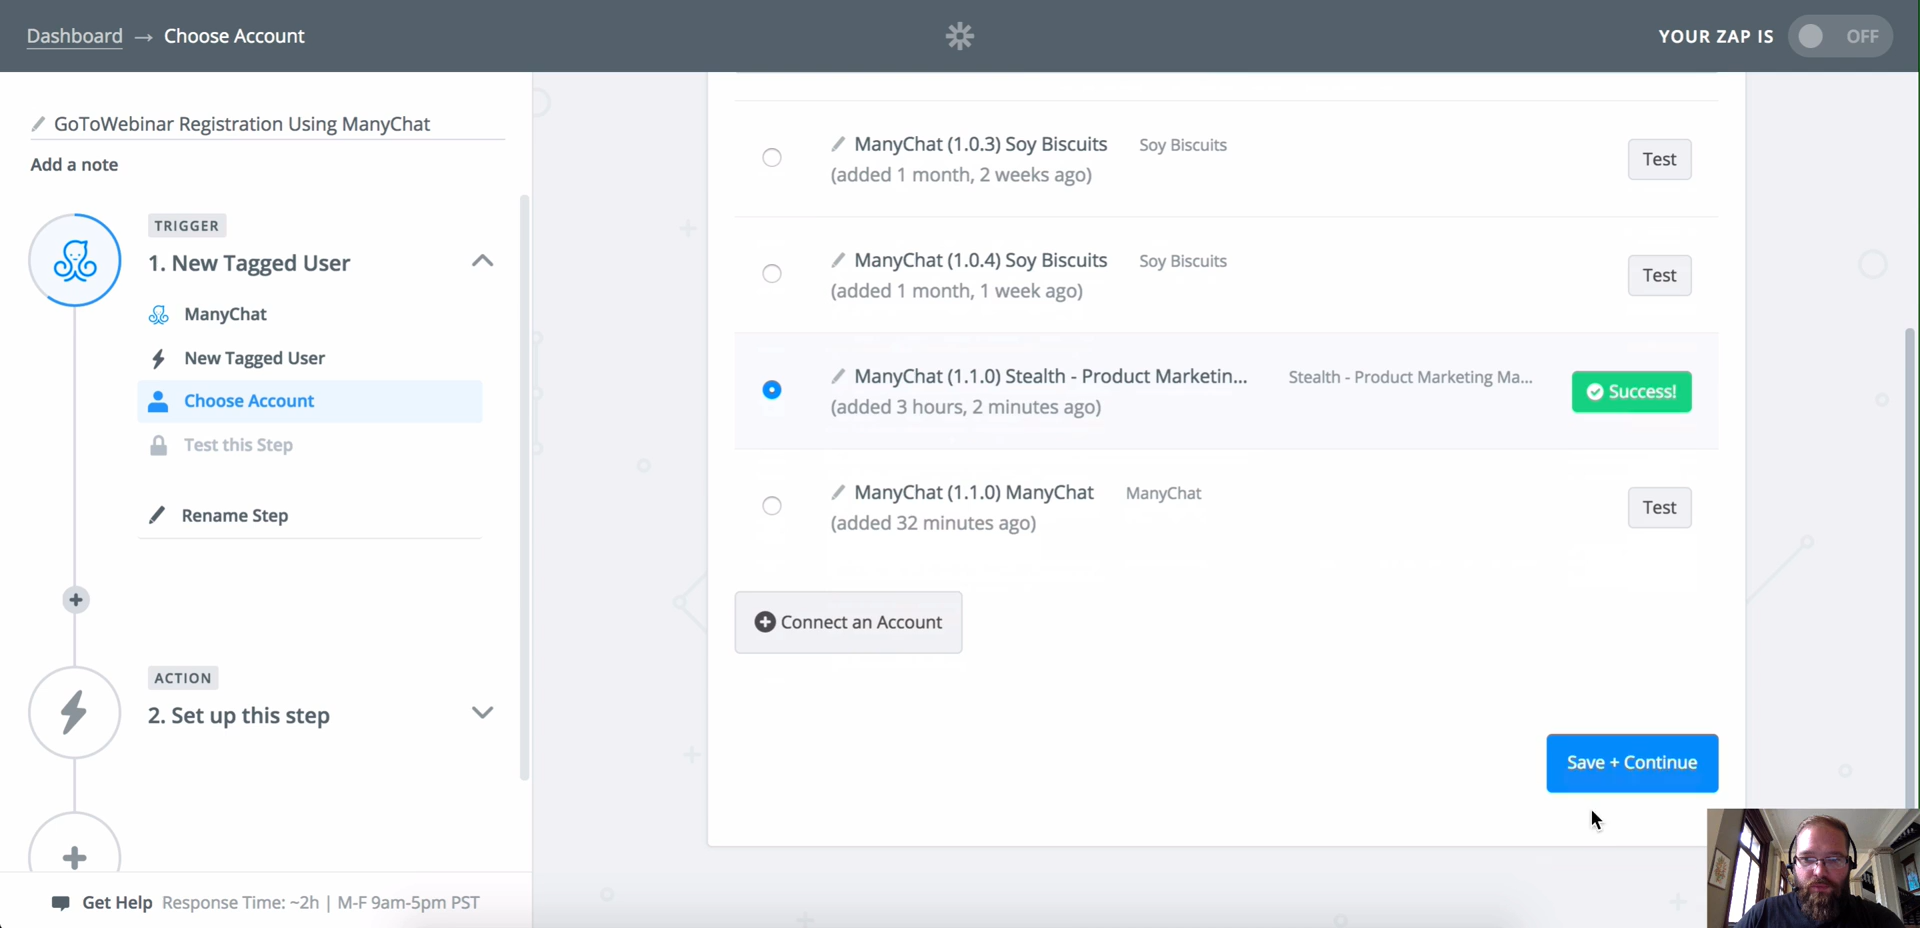 Dashboard → Choose Account
YOUR ZAP IS OFF
GoToWebinar Registration Using ManyChat
Add a note
TRIGGER
1. New Tagged User
ManyChat
New Tagged User
Choose Account
Test this Step
Rename Step
ACTION
2. Set up this step
Get Help Response Time: ~2h | M-F 9am-5pm PST
ManyChat (1.0.3) Soy Biscuits Soy Biscuits
(added 1 month, 2 weeks ago)
Test
ManyChat (1.0.4) Soy Biscuits Soy Biscuits
(added 1 month, 1 week ago)
Test
ManyChat (1.1.0) Stealth - Product Marketin... Stealth - Product Marketing Ma...
(added 3 hours, 2 minutes ago)
Success!
ManyChat (1.1.0) ManyChat ManyChat
(added 32 minutes ago)
Test
Connect an Account
Save + Continue